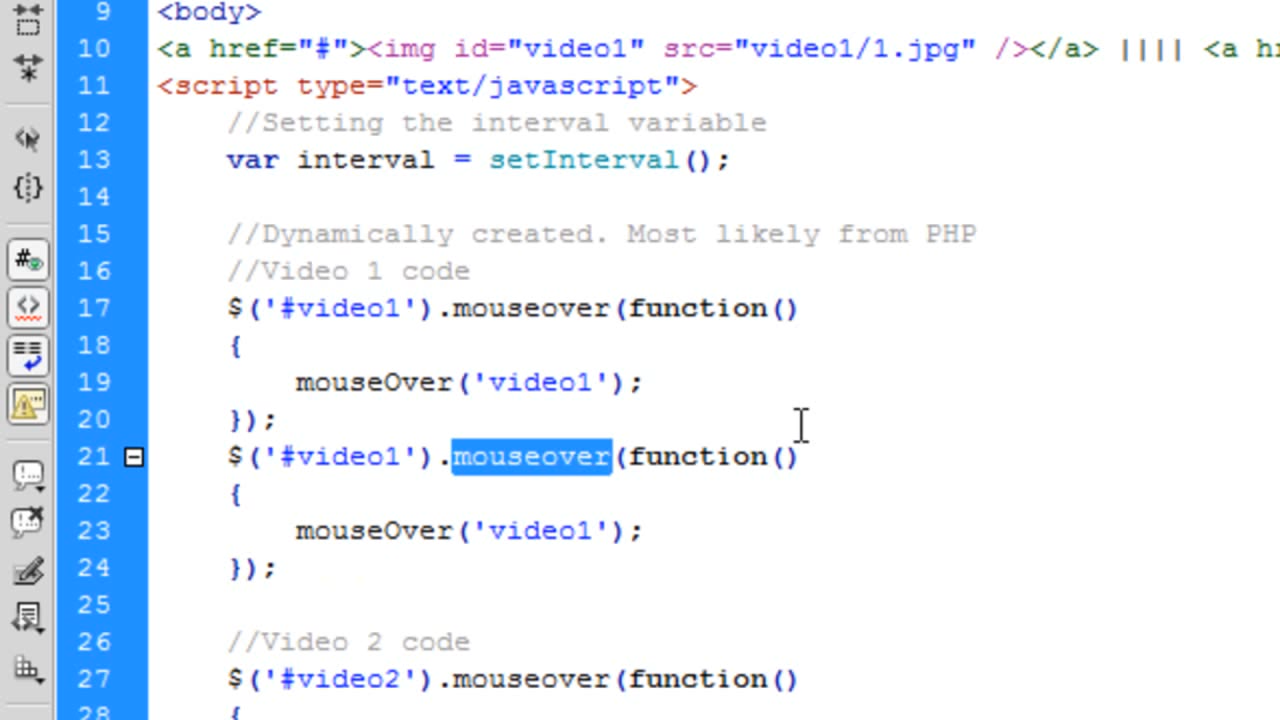 9 <body>
10 <a href="#"><img id="video1" src="video1/1.jpg" /></a> |||| <a
11 <script type="text/javascript">
12 //Setting the interval variable
13 var interval = setInterval();
14
15 //Dynamically created. Most likely from PHP
16 //Video 1 code
17 $('#video1').mouseover(function()
18 {
19 mouseOver('video1');
20 });
21 $('#video1').mouseover(function()
22 {
23 mouseOver('video1');
24 });
25
26 //Video 2 code
27 $('#video2').mouseover(function()
28 {